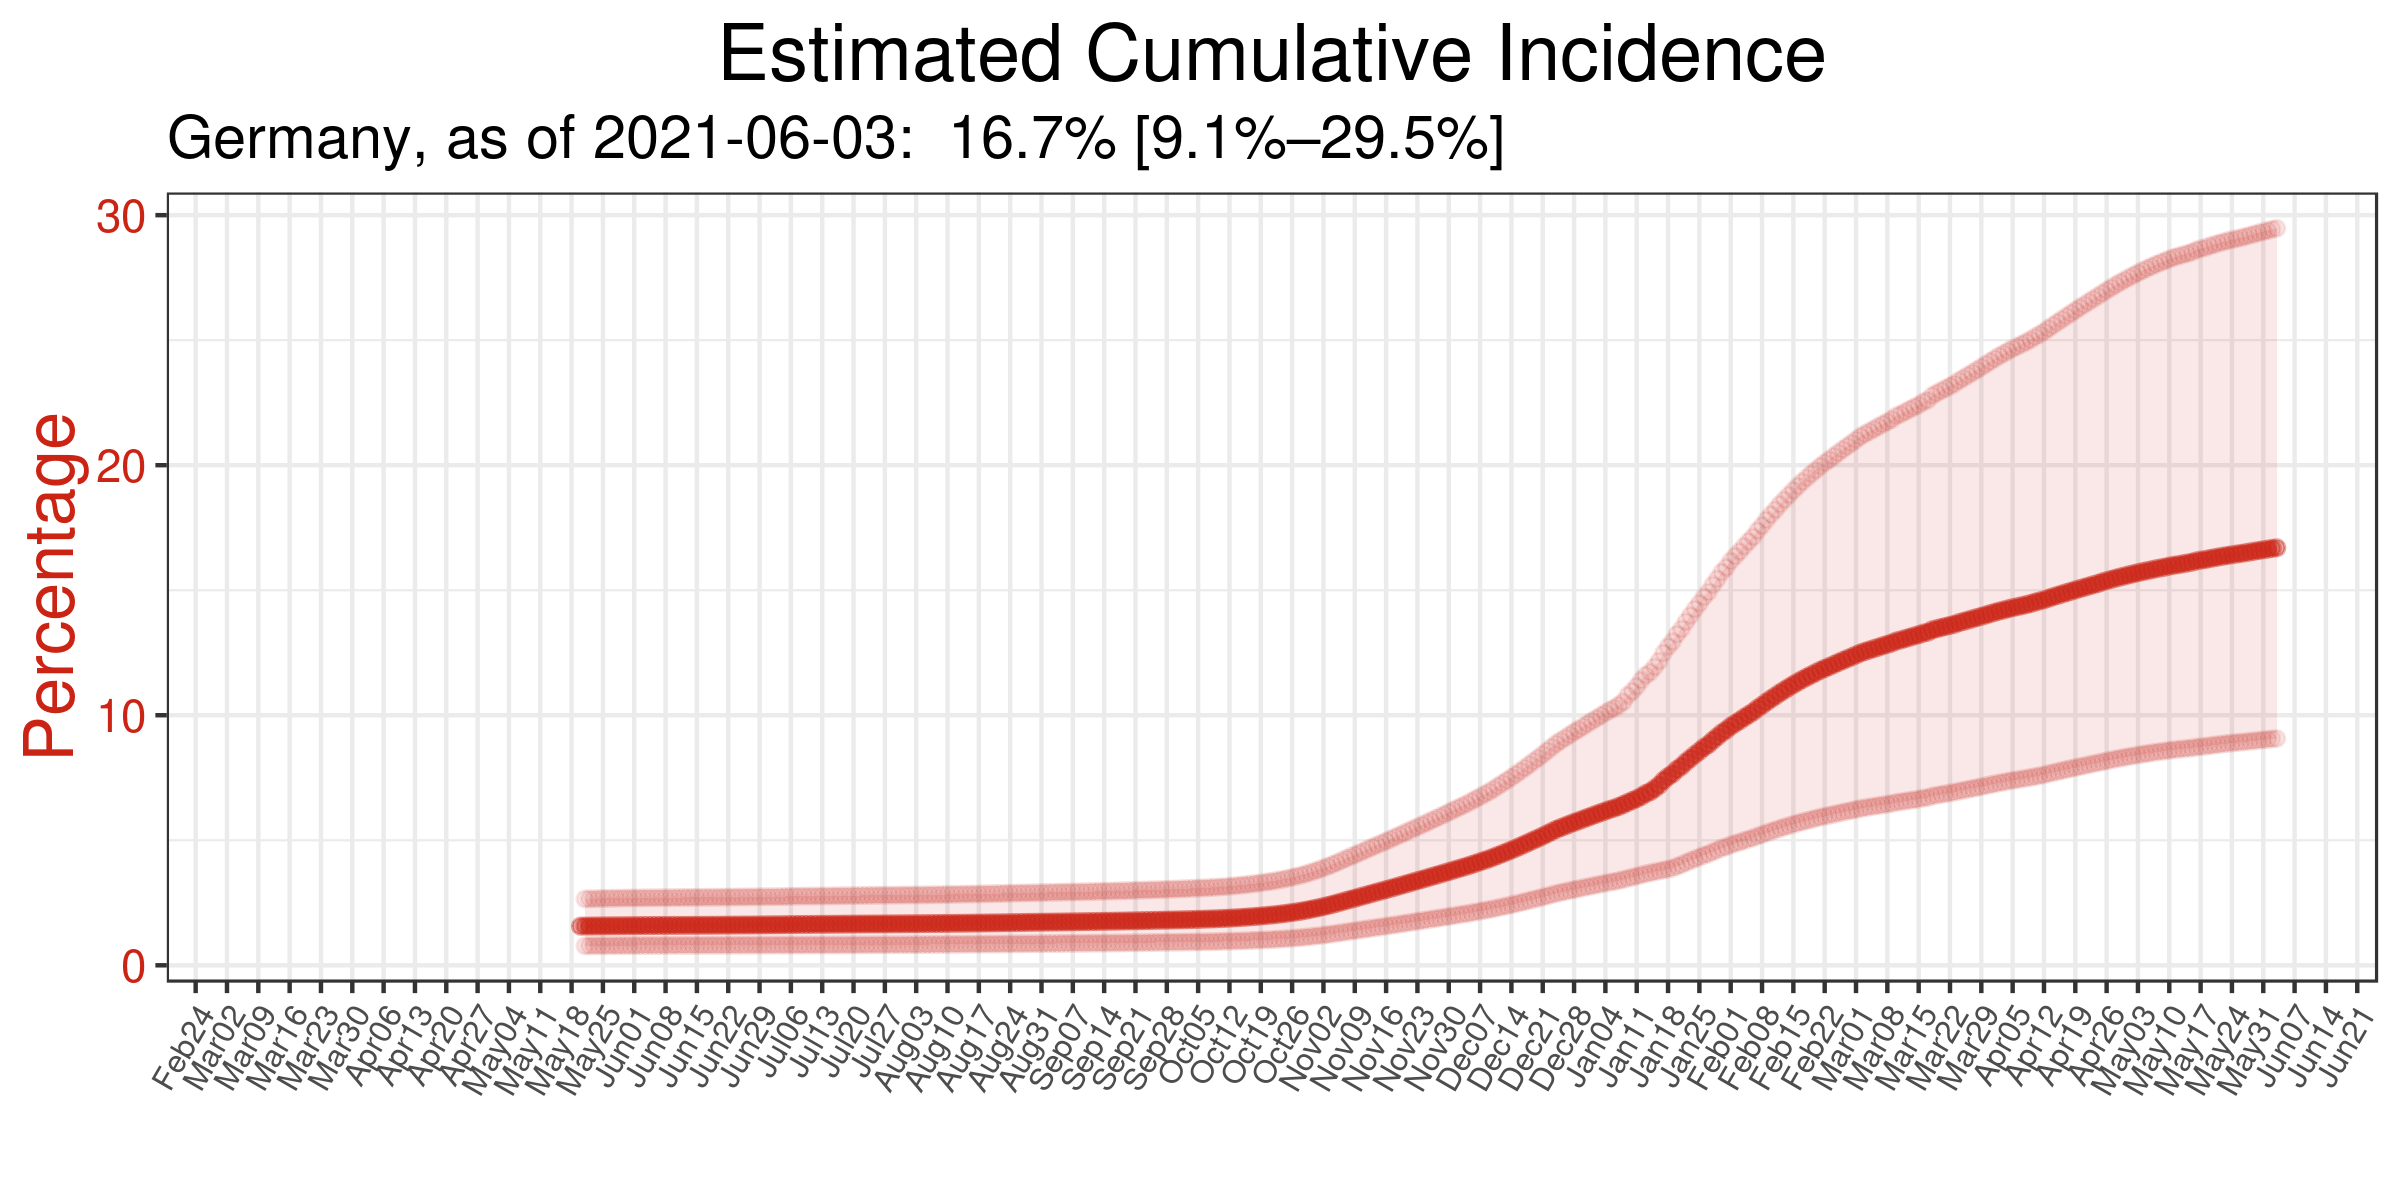 Estimated Cumulative Incidence
Germany, as of 2021-06-03: 16.7% [9.1%–29.5%]
Percentage
30
20
10
0
Feb24
Mar02
Mar09
Mar16
Mar23
Mar30
Apr06
Apr13
Apr20
Apr27
May04
May11
May18
May25
Jun01
Jun08
Jun15
Jun22
Jun29
Jul06
Jul13
Jul20
Jul27
Aug03
Aug10
Aug17
Aug24
Aug31
Sep07
Sep14
Sep21
Sep28
Oct05
Oct12
Oct19
Oct26
Nov02
Nov09
Nov16
Nov23
Nov30
Dec07
Dec14
Dec21
Dec28
Jan04
Jan11
Jan18
Jan25
Feb01
Feb08
Feb15
Feb22
Mar01
Mar08
Mar15
Mar22
Mar29
Apr05
Apr12
Apr19
Apr26
May03
May10
May17
May24
May31
Jun07
Jun14
Jun21